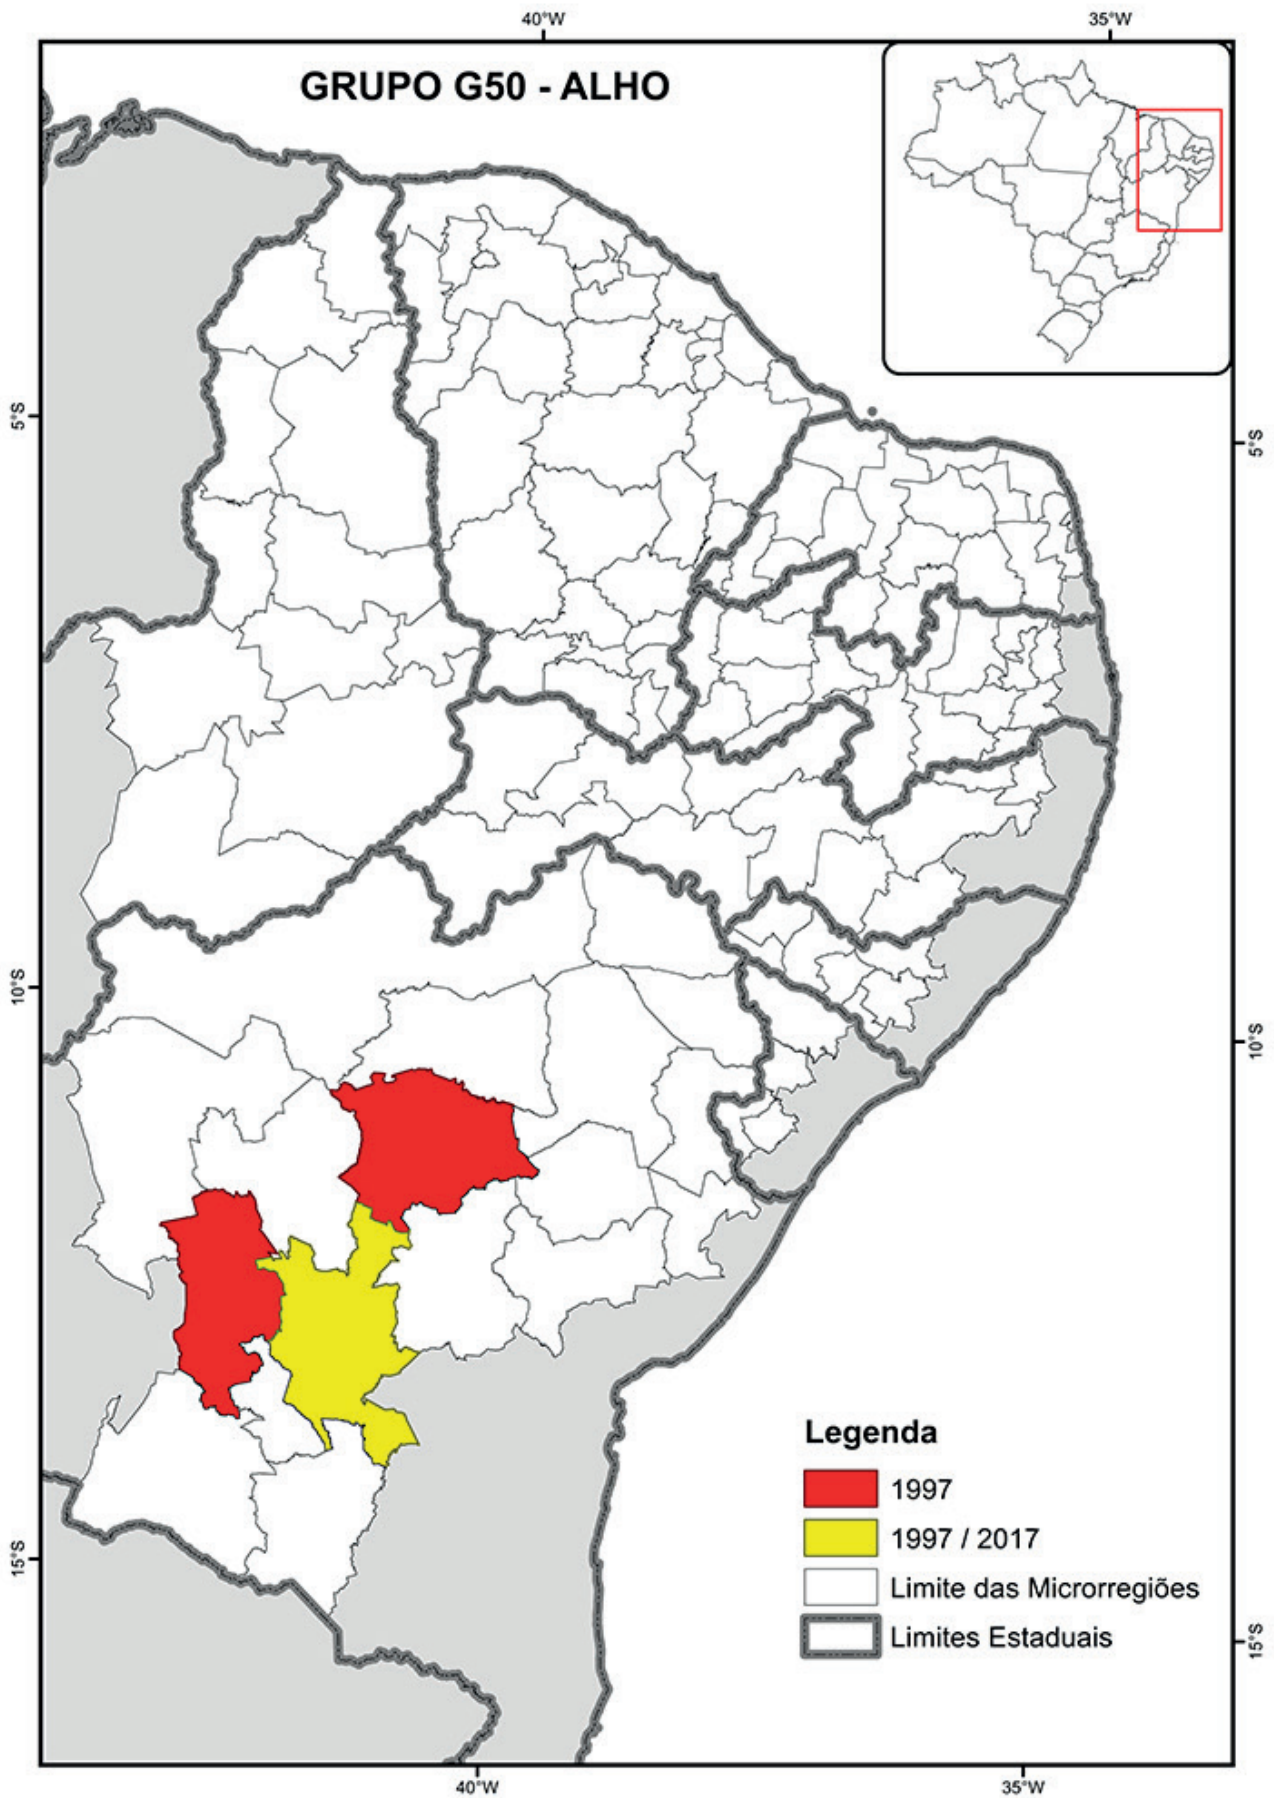 40°W 35°W
GRUPO G50 - ALHO
5°S
5°S
10°S
10°S
Legenda
1997
1997 / 2017
Limite das Microrregiões
Limites Estaduais
15°S
15°S
40°W 35°W